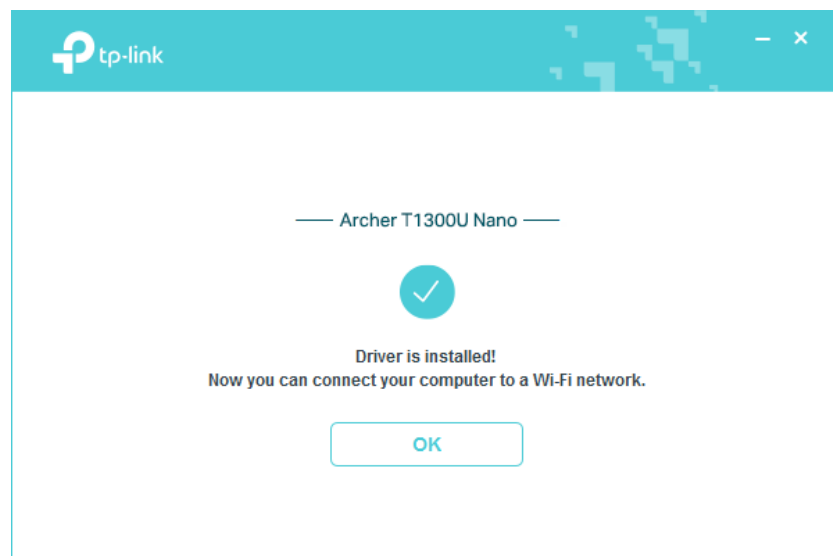 tp-link
Archer T1300U Nano
Driver is installed!
Now you can connect your computer to a Wi-Fi network.
OK